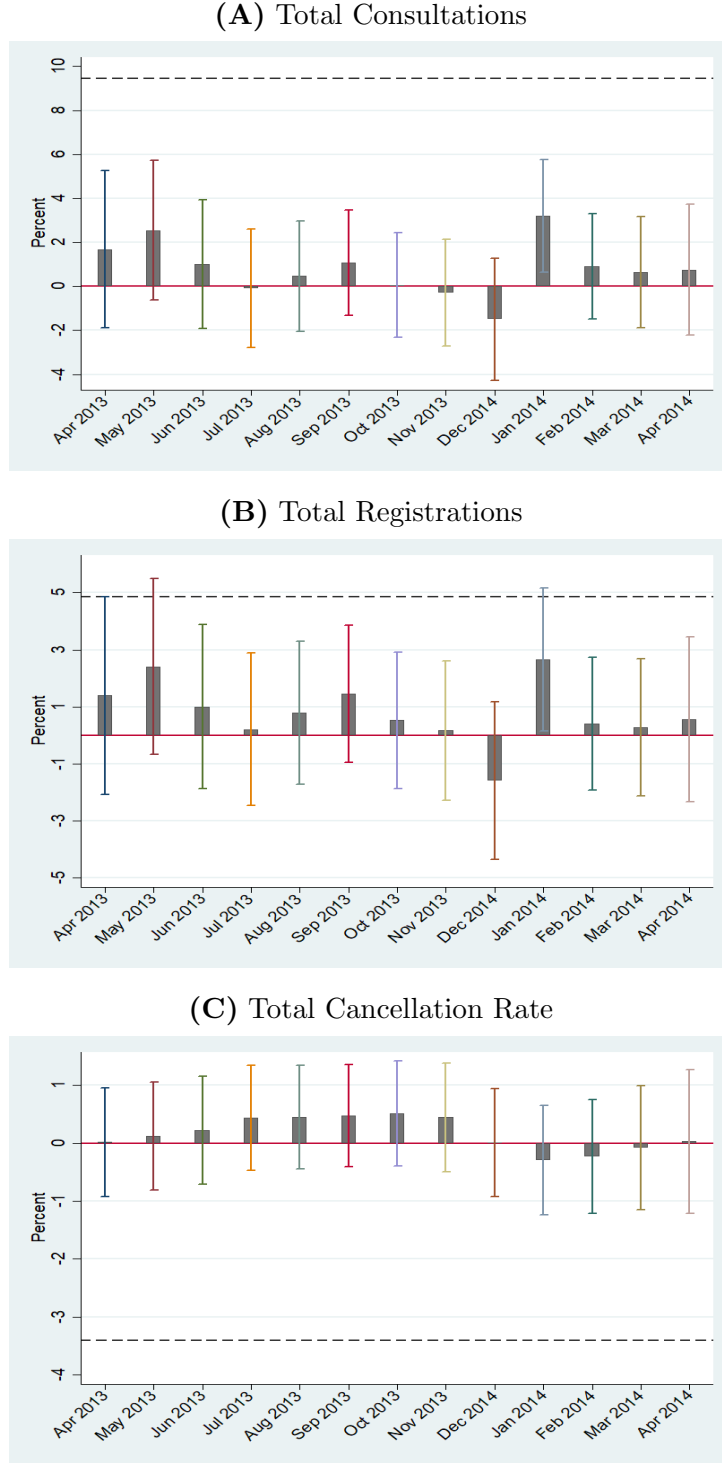 (A) Total Consultations
Percent
10
8
6
4
2
0
-2
-4
Apr 2013
May 2013
Jun 2013
Jul 2013
Aug 2013
Sep 2013
Oct 2013
Nov 2013
Dec 2014
Jan 2014
Feb 2014
Mar 2014
Apr 2014
(B) Total Registrations
Percent
5
3
1
-1
-3
-5
Apr 2013
May 2013
Jun 2013
Jul 2013
Aug 2013
Sep 2013
Oct 2013
Nov 2013
Dec 2014
Jan 2014
Feb 2014
Mar 2014
Apr 2014
(C) Total Cancellation Rate
Percent
1
0
-1
-2
-3
-4
Apr 2013
May 2013
Jun 2013
Jul 2013
Aug 2013
Sep 2013
Oct 2013
Nov 2013
Dec 2014
Jan 2014
Feb 2014
Mar 2014
Apr 2014